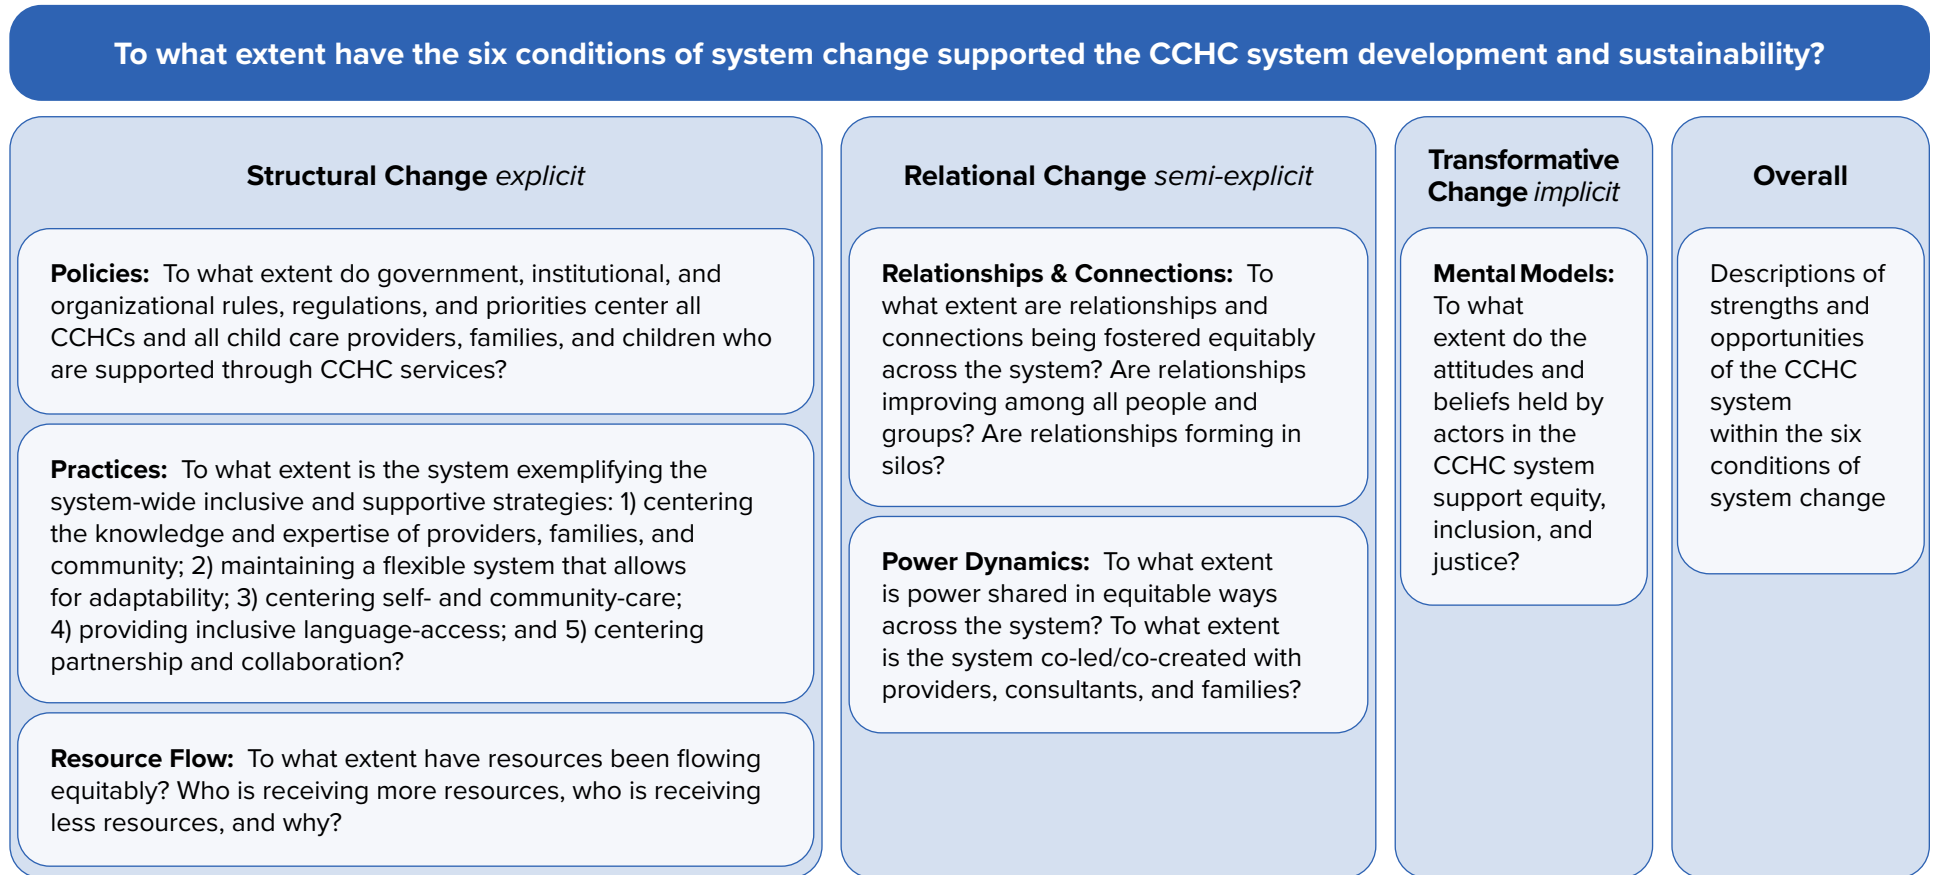 To what extent have the six conditions of system change supported the CCHC system development and sustainability?
Structural Change explicit
Policies: To what extent do government, institutional, and
organizational rules, regulations, and priorities center all
CCHCs and all child care providers, families, and children who
are supported through CCHC services?
Practices: To what extent is the system exemplifying the
system-wide inclusive and supportive strategies: 1) centering
the knowledge and expertise of providers, families, and
community; 2) maintaining a flexible system that allows
for adaptability; 3) centering self- and community-care;
4) providing inclusive language-access; and 5) centering
partnership and collaboration?
Resource Flow: To what extent have resources been flowing
equitably? Who is receiving more resources, who is receiving
less resources, and why?
Relational Change semi-explicit
Relationships & Connections: To
what extent are relationships and
connections being fostered equitably
across the system? Are relationships
improving among all people and
groups? Are relationships forming in
silos?
Power Dynamics: To what extent
is power shared in equitable ways
across the system? To what extent
is the system co-led/co-created with
providers, consultants, and families?
Transformative
Change implicit
Mental Models:
To what
extent do the
attitudes and
beliefs held by
actors in the
CCHC system
support equity,
inclusion, and
justice?
Overall
Descriptions of
strengths and
opportunities
of the CCHC
system
within the six
conditions of
system change